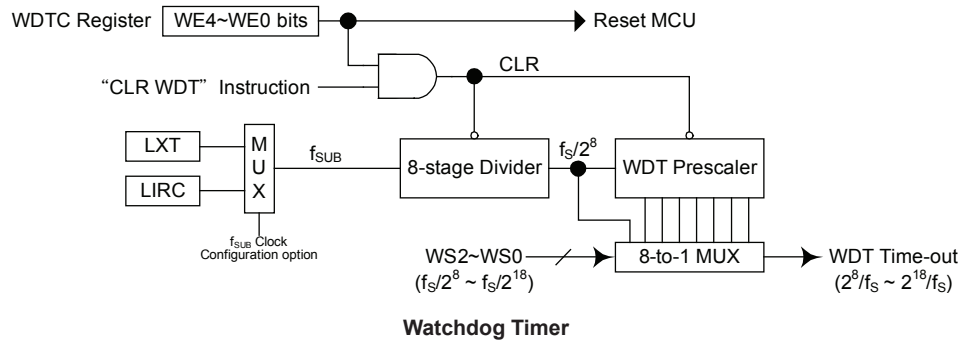 WDTC Register WE4~WE0 bits Reset MCU
CLR
“CLR WDT” Instruction
LXT
LIRC
M
U
X
fSUB
8-stage Divider
fS/2^8
WDT Prescaler
fSUB Clock
Configuration option
WS2~WS0
(fS/2^8 ~ fS/2^18)
8-to-1 MUX
WDT Time-out
(2^8/fS ~ 2^18/fS)
Watchdog Timer